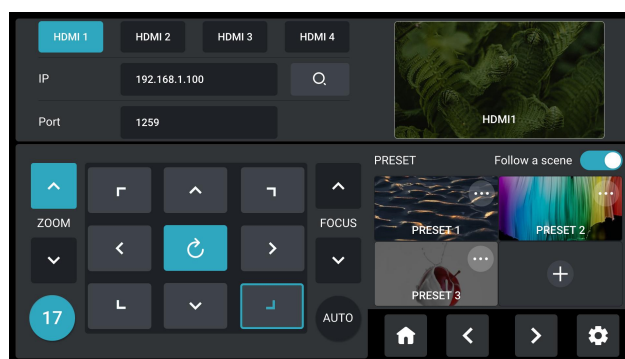 HDMI 1 HDMI 2 HDMI 3 HDMI 4
IP 192.168.1.100
HDMI1
Port 1259
PRESET Follow a scene
ZOOM FOCUS
PRESET 1 PRESET 2
PRESET 3
17 AUTO